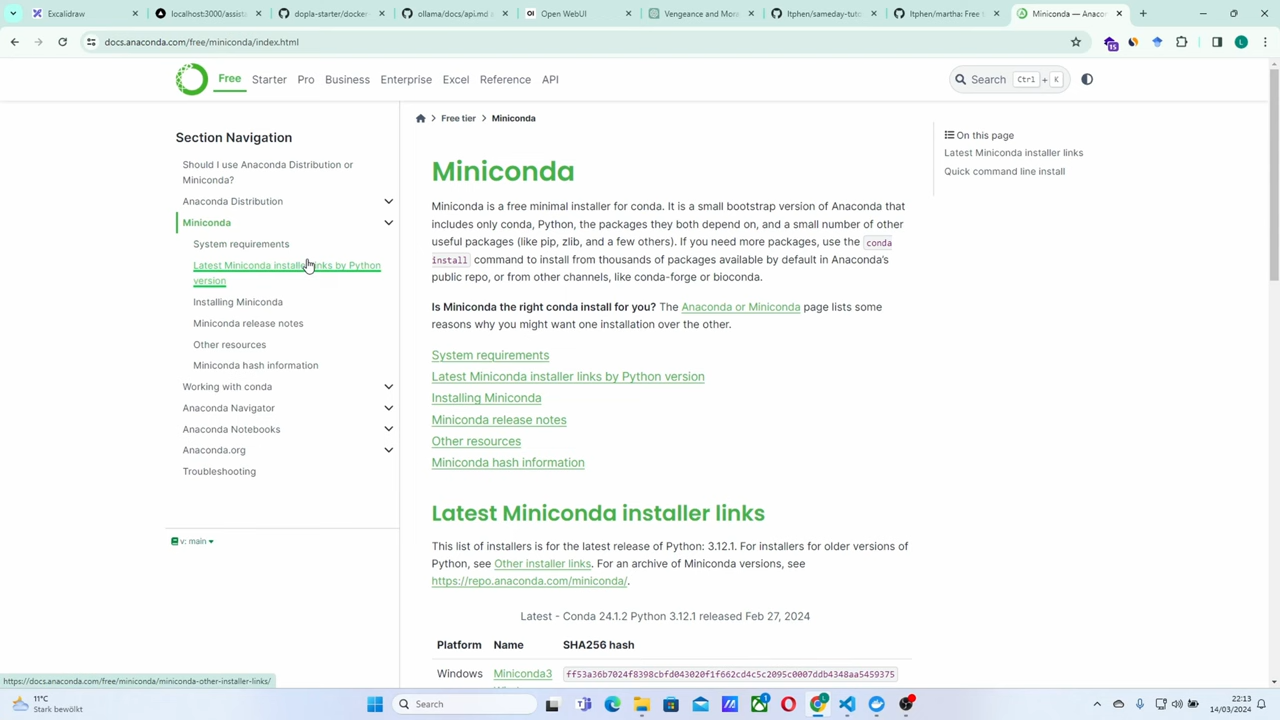 Excalidraw
localhost:3000/assista
dopla-starter/docker-
ollama/docs/api.md a
OI Open WebUI
Vengeance and Mora
Itphen/sameday-tuto
Itphen/martha: Free t
Miniconda — Anaco
docs.anaconda.com/free/miniconda/index.html
15
L
Free Starter Pro Business Enterprise Excel Reference API
Search Ctrl + K
Section Navigation
Should I use Anaconda Distribution or
Miniconda?
Anaconda Distribution
Miniconda
System requirements
Latest Miniconda installer links by Python
version
Installing Miniconda
Miniconda release notes
Other resources
Miniconda hash information
Working with conda
Anaconda Navigator
Anaconda Notebooks
Anaconda.org
Troubleshooting
v: main
Free tier Miniconda
Miniconda
Miniconda is a free minimal installer for conda. It is a small bootstrap version of Anaconda that
includes only conda, Python, the packages they both depend on, and a small number of other
useful packages (like pip, zlib, and a few others). If you need more packages, use the conda
install command to install from thousands of packages available by default in Anaconda's
public repo, or from other channels, like conda-forge or bioconda.
Is Miniconda the right conda install for you? The Anaconda or Miniconda page lists some
reasons why you might want one installation over the other.
System requirements
Latest Miniconda installer links by Python version
Installing Miniconda
Miniconda release notes
Other resources
Miniconda hash information
Latest Miniconda installer links
This list of installers is for the latest release of Python: 3.12.1. For installers for older versions of
Python, see Other installer links. For an archive of Miniconda versions, see
https://repo.anaconda.com/miniconda/.
Latest - Conda 24.1.2 Python 3.12.1 released Feb 27, 2024
Platform Name SHA256 hash
Windows Miniconda3 ff53a36b7024f8398cbfd043020f1f662cd4c5c2095c0007ddb4348aa5459375
On this page
Latest Miniconda installer links
Quick command line install
https://docs.anaconda.com/free/miniconda/miniconda-other-installer-links/
11°C
Stark bewölkt
Search
1
22:13
14/03/2024